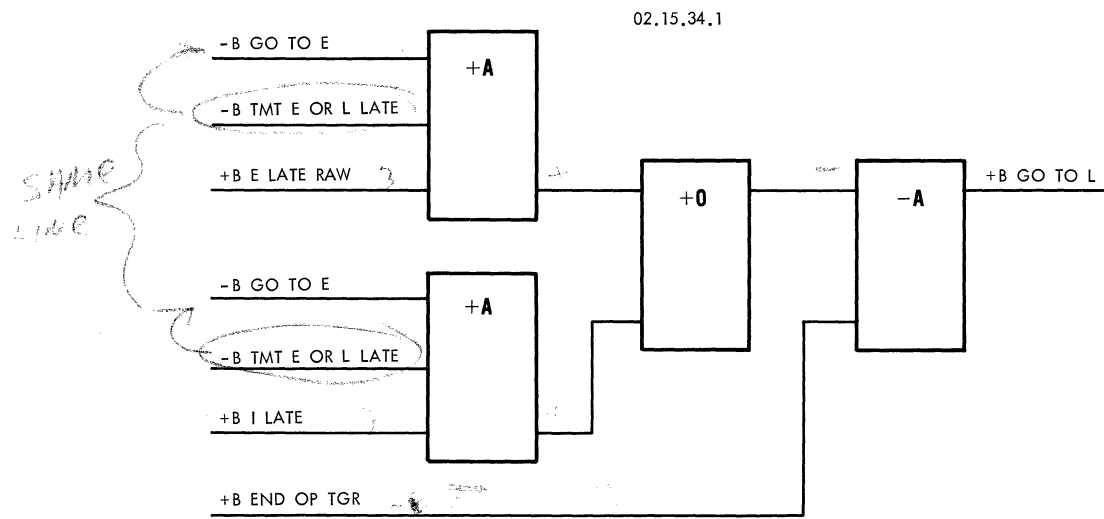 02.15.34.1
-B GO TO E
+A
-B TMT E OR L LATE
+B E LATE RAW
SAME
LINE
+O
-A
+B GO TO L
-B GO TO E
+A
-B TMT E OR L LATE
+B I LATE
+B END OP TGR